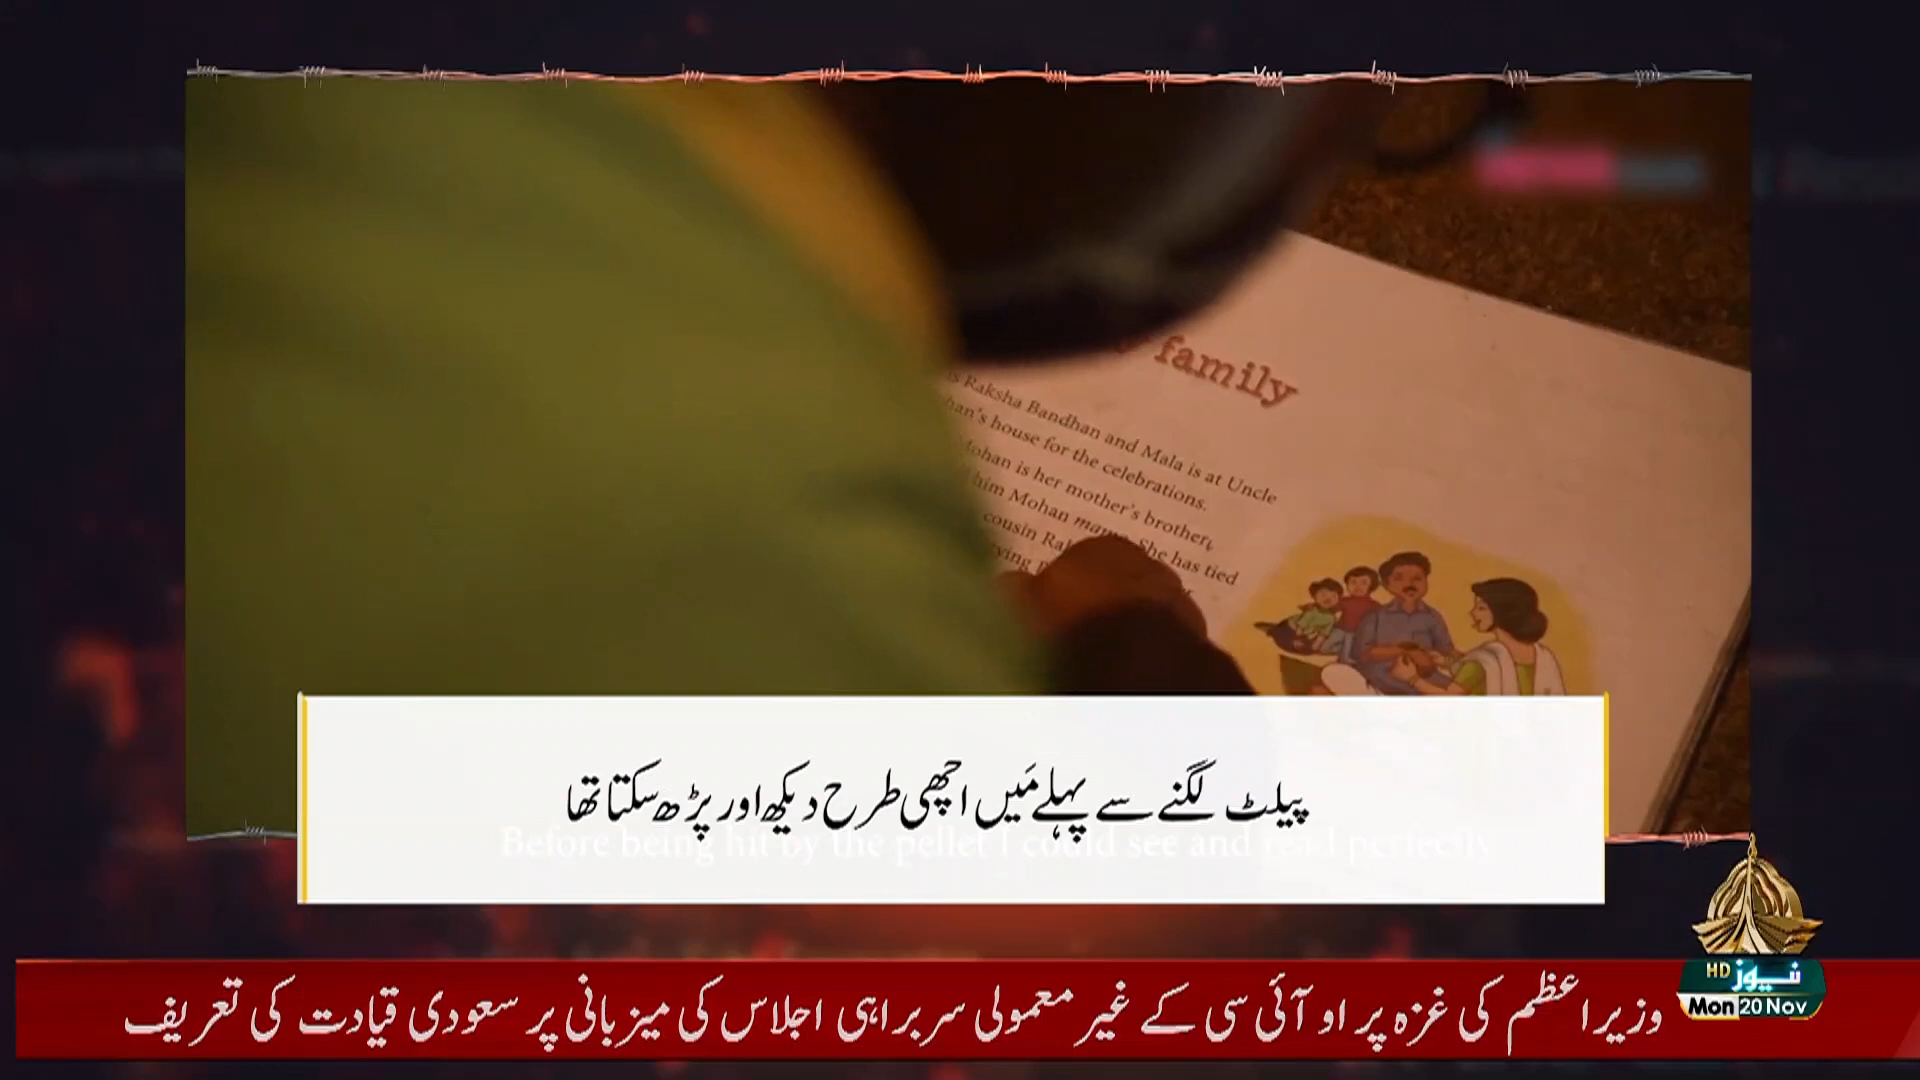 family
Raksha Bandhan and Mala is at Uncle
house for the celebrations.
Mohan is her mother's brother,
him Mohan She has tied
cousin
پیلٹ لگنے سے پہلے مَیں اچھی طرح دیکھ اور پڑھ سکتا تھا
Before being hit by the pellet I could see and read perfectly
HD نیوز
Mon 20 Nov
وزیراعظم کی غزہ پر او آئی سی کے غیر معمولی سربراہی اجلاس کی میزبانی پر سعودی قیادت کی تعریف